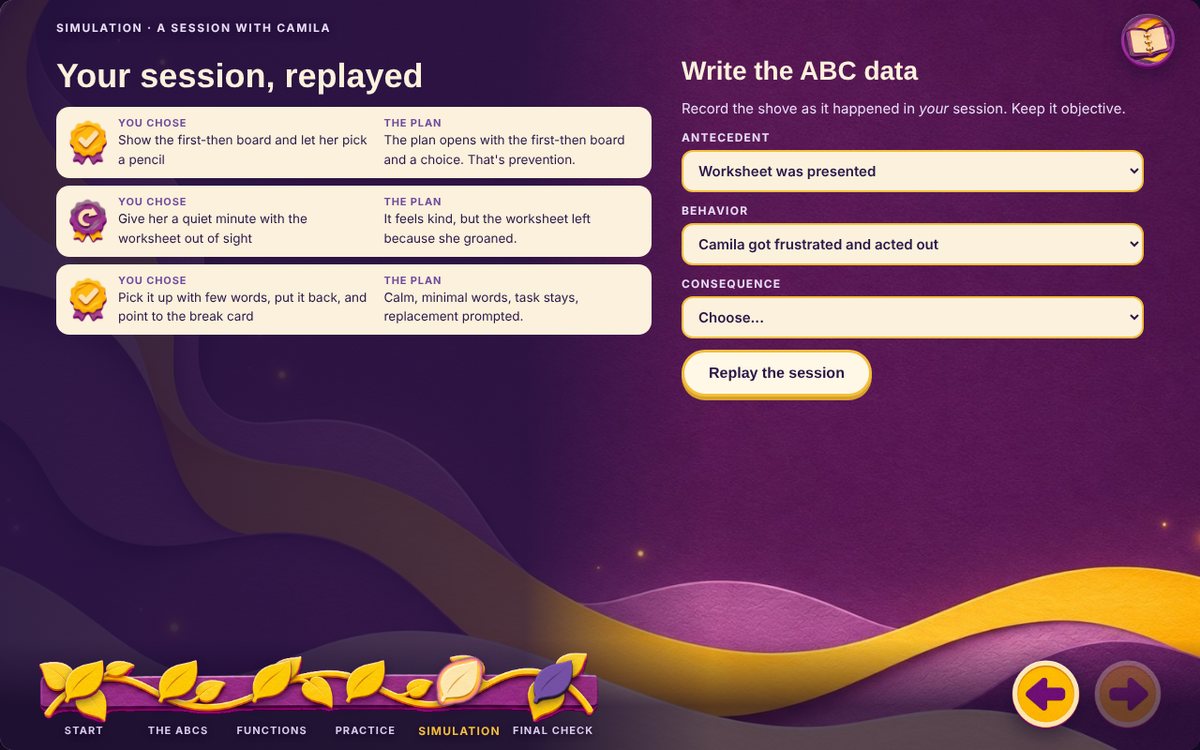 SIMULATION · A SESSION WITH CAMILA
Your session, replayed
YOU CHOSE
Show the first-then board and let her pick
a pencil
THE PLAN
The plan opens with the first-then board
and a choice. That's prevention.
YOU CHOSE
Give her a quiet minute with the
worksheet out of sight
THE PLAN
It feels kind, but the worksheet left
because she groaned.
YOU CHOSE
Pick it up with few words, put it back, and
point to the break card
THE PLAN
Calm, minimal words, task stays,
replacement prompted.
Write the ABC data
Record the shove as it happened in your session. Keep it objective.
ANTECEDENT
Worksheet was presented
BEHAVIOR
Camila got frustrated and acted out
CONSEQUENCE
Choose...
Replay the session
START
THE ABCS
FUNCTIONS
PRACTICE
SIMULATION
FINAL CHECK